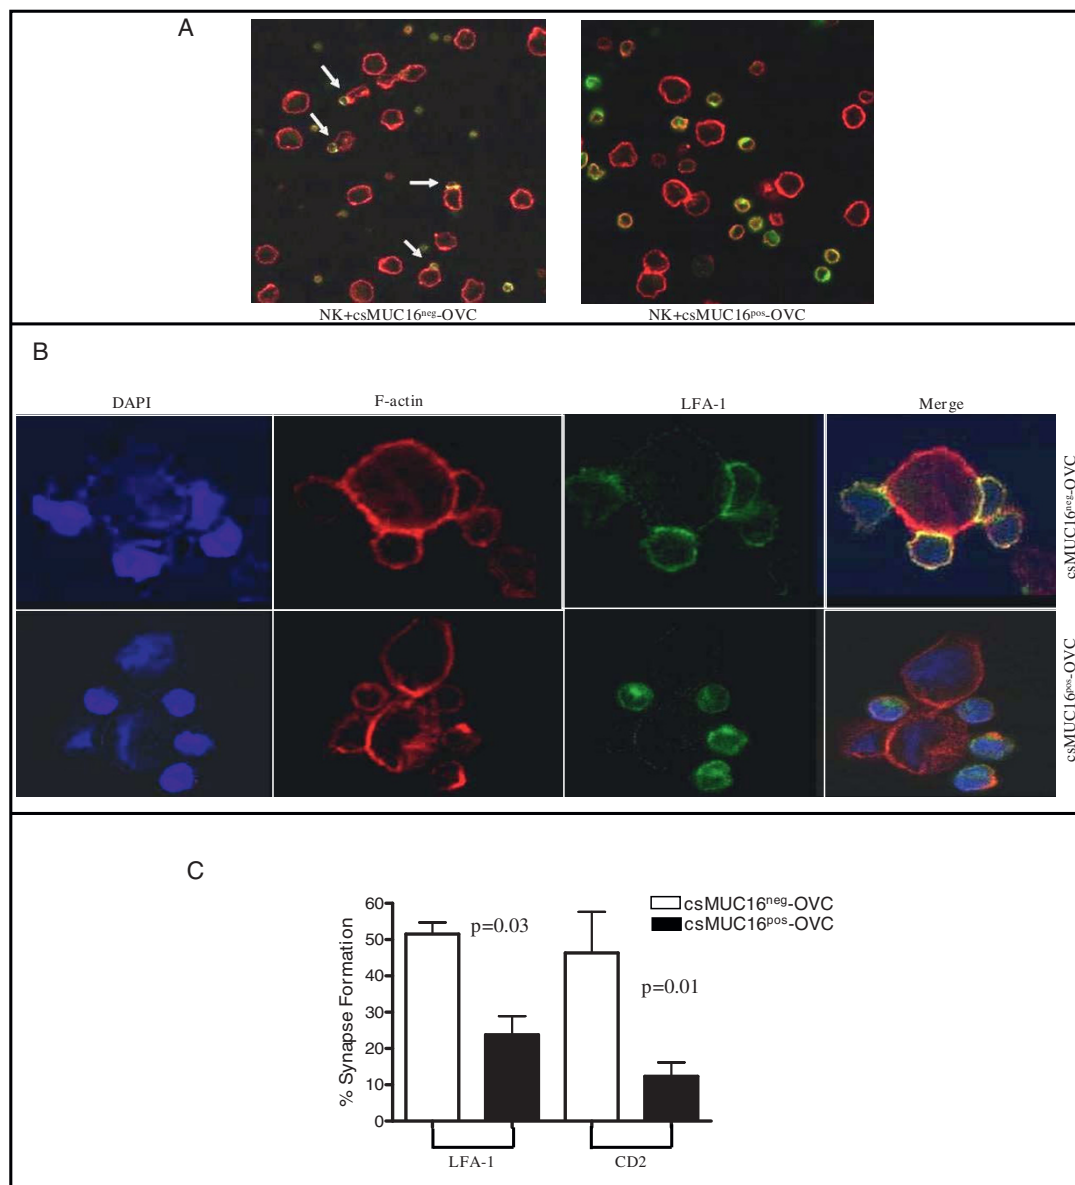 A
NK+csMUC16neg-OVC
NK+csMUC16pos-OVC
B
DAPI
F-actin
LFA-1
Merge
csMUC16neg-OVC
csMUC16pos-OVC
C
% Synapse Formation
60
50
40
30
20
10
0
p=0.03
p=0.01
csMUC16neg-OVC
csMUC16pos-OVC
LFA-1
CD2